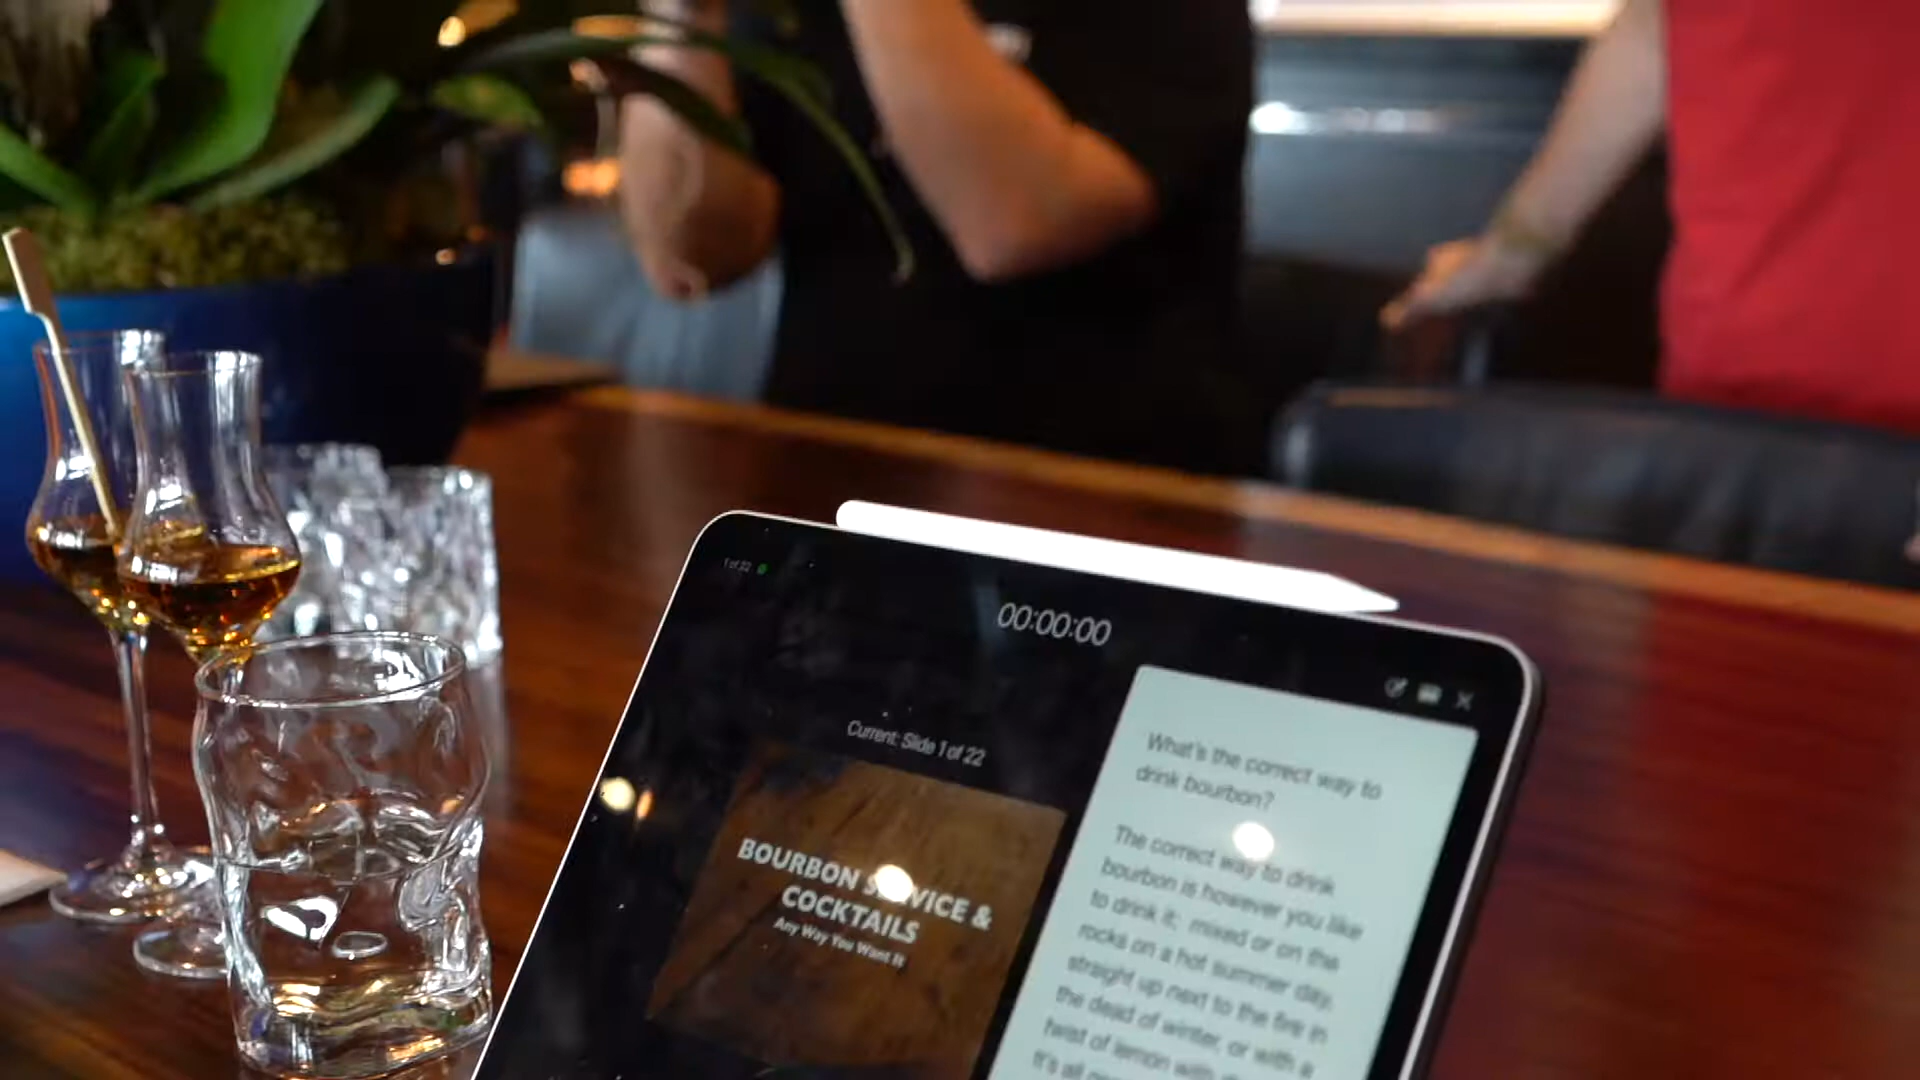 1 of 22
00:00:00
Current: Slide 1 of 22
BOURBON SERVICE &
COCKTAILS
Any Way You Want It
What's the correct way to
drink bourbon?
The correct way to drink
bourbon is however you like
to drink it: mixed or on the
rocks on a hot summer day,
straight up next to the fire in
the dead of winter, or with a
twist of lemon with
It's all